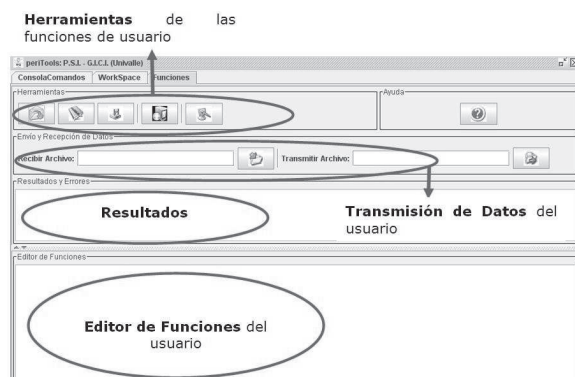 Herramientas de las
funciones de usuario
periTools: P.S.I. - G.I.C.I. (Univalle)
ConsolaComandos WorkSpace Funciones
Herramientas Ayuda
Envío y Recepción de Datos
Recibir Archivo: Transmitir Archivo:
Resultados y Errores
Resultados
Transmisión de Datos del
usuario
Editor de Funciones
Editor de Funciones del
usuario